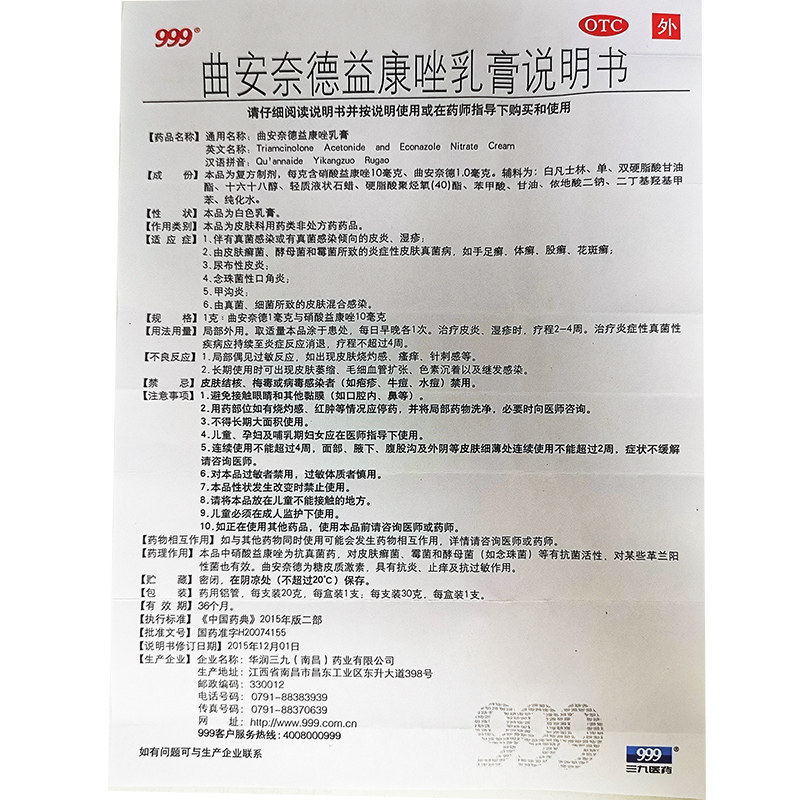 999®
OTC
外
曲安奈德益康唑乳膏说明书
请仔细阅读说明书并按说明使用或在药师指导下购买和使用
【药品名称】通用名称：曲安奈德益康唑乳膏
英文名称：Triamcinolone Acetonide and Econazole Nitrate Cream
汉语拼音：Qu'annaide Yikangzuo Rugao
【成 份】本品为复方制剂，每克含硝酸益康唑10毫克、曲安奈德1.0毫克。辅料为：白凡士林、单、双硬脂酸甘油
酯、十六十八醇、轻质液状石蜡、硬脂酸聚烃氧(40)酯、苯甲酸、甘油、依地酸二钠、二丁基羟基甲
苯、纯化水。
【性 状】本品为白色乳膏。
【作用类别】本品为皮肤科用药类非处方药药品。
【适 应 症】1.伴有真菌感染或有真菌感染倾向的皮炎、湿疹；
2.由皮肤癣菌、酵母菌和霉菌所致的炎症性皮肤真菌病，如手足癣、体癣、股癣、花斑癣；
3.尿布性皮炎；
4.念珠菌性口角炎；
5.甲沟炎；
6.由真菌、细菌所致的皮肤混合感染。
【规 格】1克：曲安奈德1毫克与硝酸益康唑10毫克
【用法用量】局部外用。取适量本品涂于患处，每日早晚各1次。治疗皮炎、湿疹时，疗程2-4周。治疗炎症性真菌性
疾病应持续至炎症反应消退，疗程不超过4周。
【不良反应】1.局部偶见过敏反应，如出现皮肤烧灼感、瘙痒、针刺感等。
2.长期使用时可出现皮肤萎缩、毛细血管扩张、色素沉着以及继发感染。
【禁 忌】皮肤结核、梅毒或病毒感染者（如疱疹、牛痘、水痘）禁用。
【注意事项】1.避免接触眼睛和其他黏膜（如口腔内、鼻等）。
2.用药部位如有烧灼感、红肿等情况应停药，并将局部药物洗净，必要时向医师咨询。
3.不得长期大面积使用。
4.儿童、孕妇及哺乳期妇女应在医师指导下使用。
5.连续使用不能超过4周，面部、腋下、腹股沟及外阴等皮肤细薄处连续使用不能超过2周，症状不缓解
请咨询医师。
6.对本品过敏者禁用，过敏体质者慎用。
7.本品性状发生改变时禁止使用。
8.请将本品放在儿童不能接触的地方。
9.儿童必须在成人监护下使用。
10.如正在使用其他药品，使用本品前请咨询医师或药师。
【药物相互作用】如与其他药物同时使用可能会发生药物相互作用，详情请咨询医师或药师。
【药理作用】本品中硝酸益康唑为抗真菌药，对皮肤癣菌、霉菌和酵母菌（如念珠菌）等有抗菌活性，对某些革兰阳
性菌也有效。曲安奈德为糖皮质激素，具有抗炎、止痒及抗过敏作用。
【贮 藏】密闭，在阴凉处（不超过20℃）保存。
【包 装】药用铝管，每支装20克，每盒装1支；每支装30克，每盒装1支。
【有 效 期】36个月。
【执行标准】《中国药典》2015年版二部
【批准文号】国药准字H20074155
【说明书修订日期】2015年12月01日
【生产企业】企业名称：华润三九（南昌）药业有限公司
生产地址：江西省南昌市昌东工业区东升大道398号
邮政编码：330012
电话号码：0791-88383939
传真号码：0791-88370639
网 址：http://www.999.com.cn
999客户服务热线：4008000999
如有问题可与生产企业联系
999
999®
三九医药